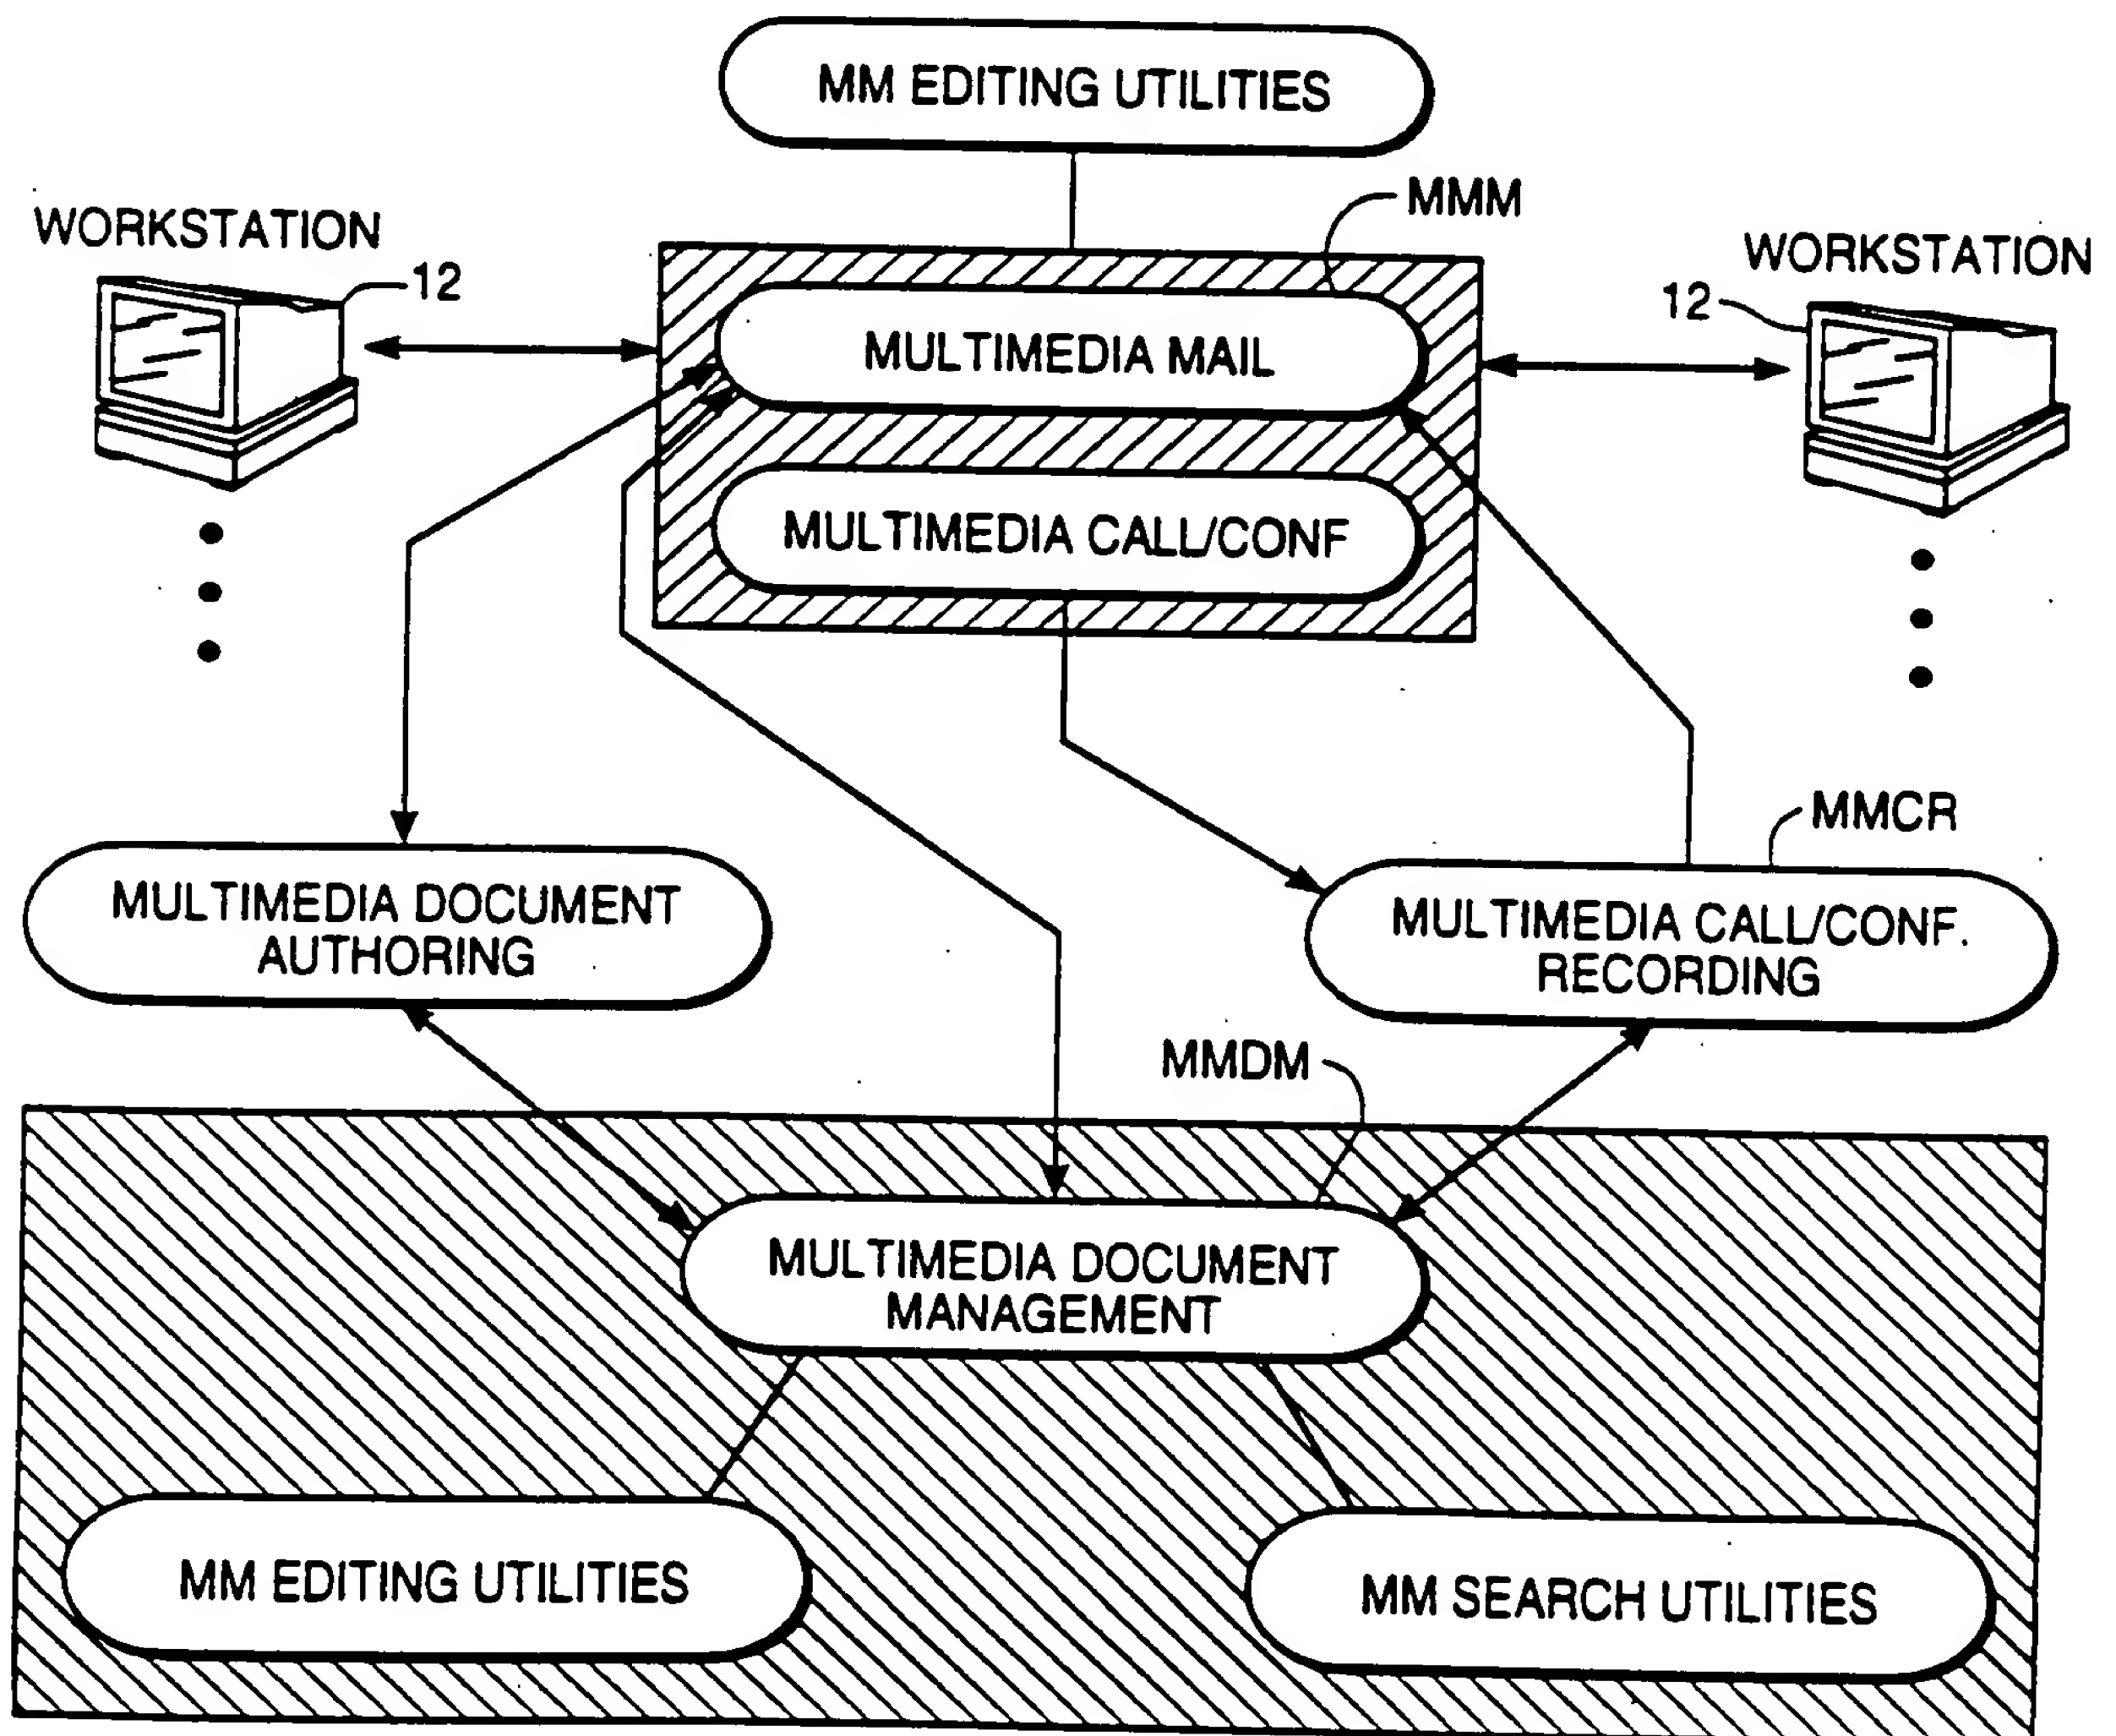 MM EDITING UTILITIES
MMM
WORKSTATION
12
WORKSTATION
12
MULTIMEDIA MAIL
MULTIMEDIA CALL/CONF
MMCR
MULTIMEDIA DOCUMENT
AUTHORING
MULTIMEDIA CALL/CONF.
RECORDING
MMDM
MULTIMEDIA DOCUMENT
MANAGEMENT
MM EDITING UTILITIES
MM SEARCH UTILITIES